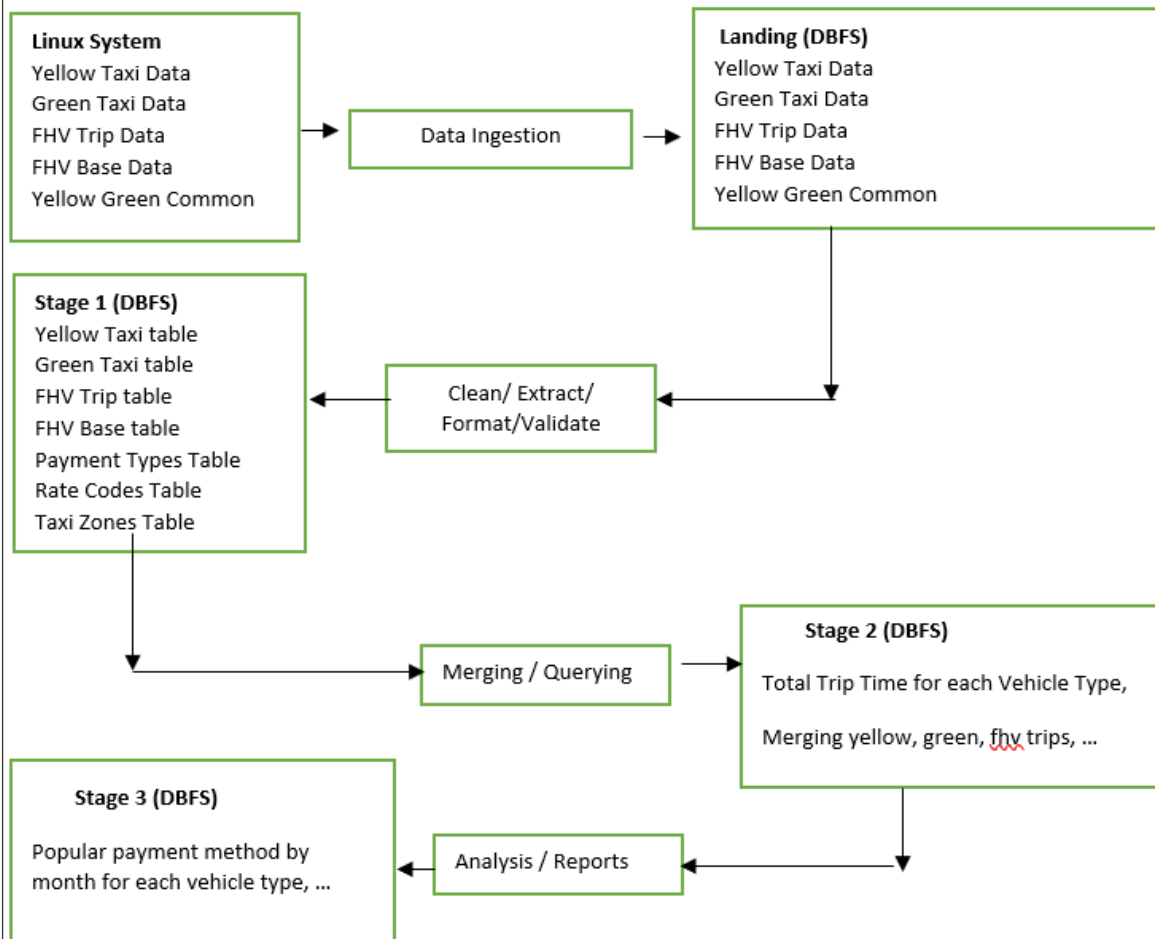 Linux System
Yellow Taxi Data
Green Taxi Data
FHV Trip Data
FHV Base Data
Yellow Green Common
Data Ingestion
Landing (DBFS)
Yellow Taxi Data
Green Taxi Data
FHV Trip Data
FHV Base Data
Yellow Green Common
Clean/ Extract/
Format/Validate
Stage 1 (DBFS)
Yellow Taxi table
Green Taxi table
FHV Trip table
FHV Base table
Payment Types Table
Rate Codes Table
Taxi Zones Table
Merging / Querying
Stage 2 (DBFS)
Total Trip Time for each Vehicle Type,
Merging yellow, green, fhv trips, ...
Analysis / Reports
Stage 3 (DBFS)
Popular payment method by
month for each vehicle type, ...